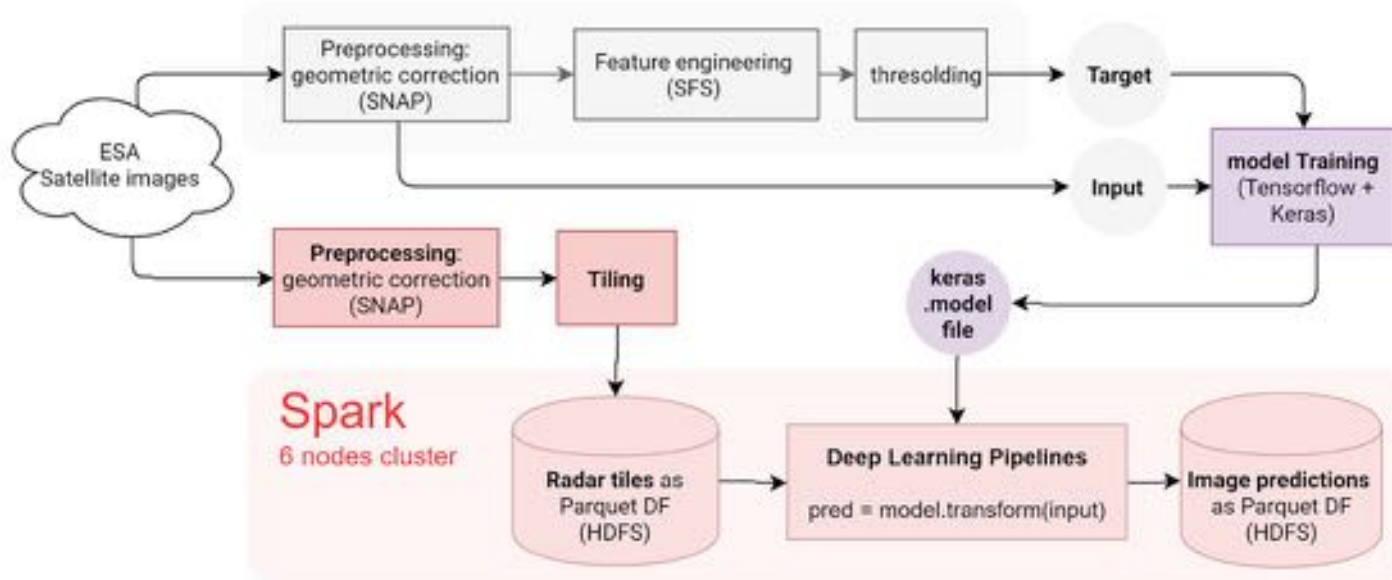 Preprocessing:
geometric correction
(SNAP)
Feature engineering
(SFS)
thresolding
Target
ESA
Satellite images
Input
model Training
(Tensorflow +
Keras)
Preprocessing:
geometric correction
(SNAP)
Tiling
keras
.model
file
Spark
6 nodes cluster
Radar tiles as
Parquet DF
(HDFS)
Deep Learning Pipelines
pred = model.transform(input)
Image predictions
as Parquet DF
(HDFS)